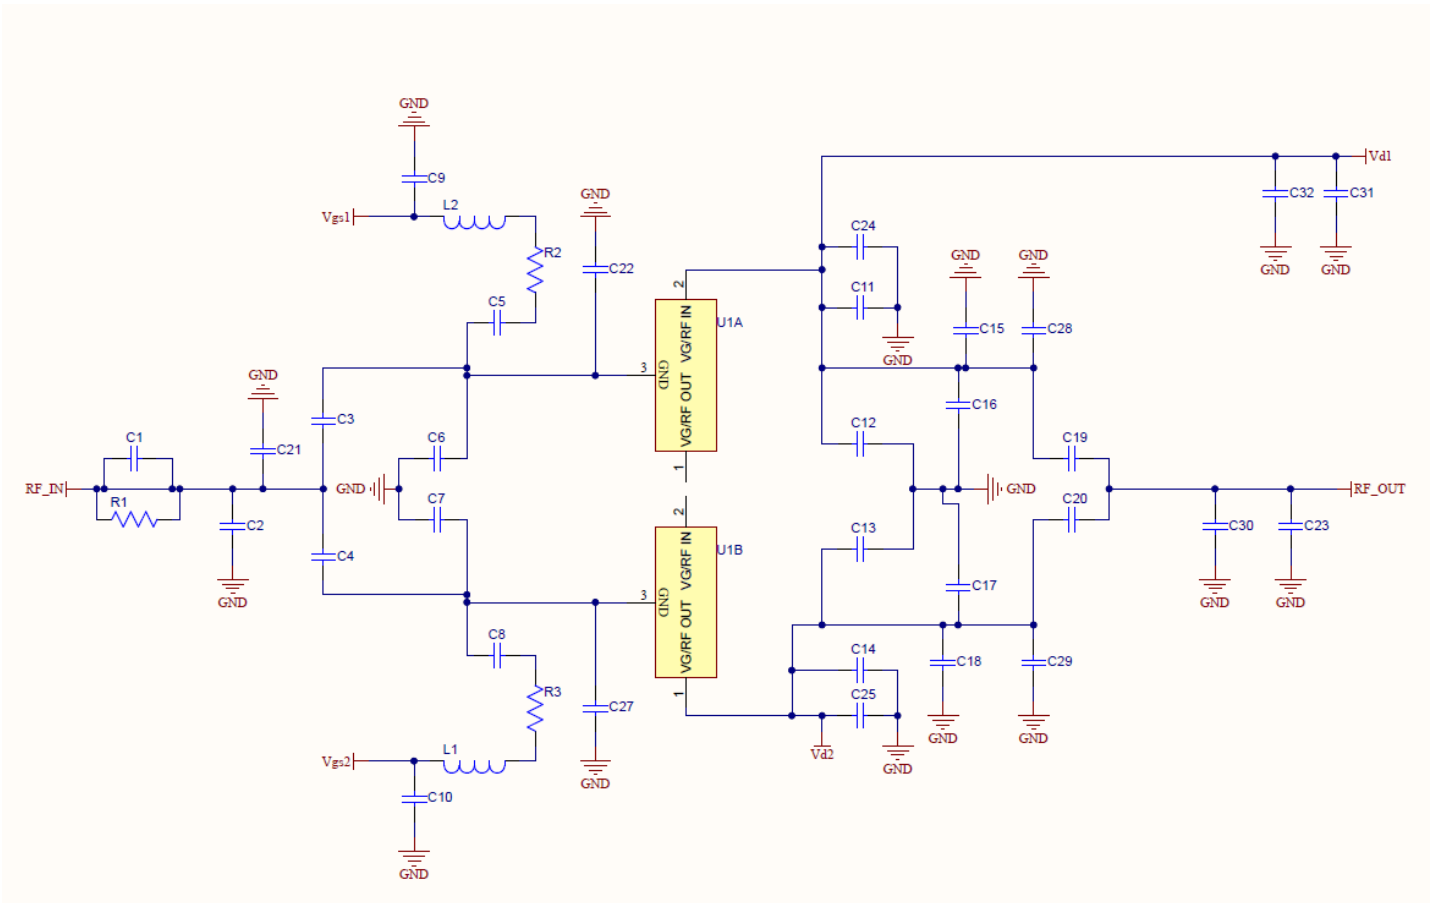 GND
C9
Vgs1
L2
R2
C5
GND
C22
2
VG/RF IN
U1A
3
GND
VG/RF OUT
1
Vd1
C32
C31
GND
GND
C24
C11
GND
GND
GND
C15
C28
C16
GND
C21
C3
C1
RF_IN
R1
C2
GND
C4
C6
GND
C7
C12
GND
C13
C17
C19
C20
RF_OUT
C30
C23
GND
GND
2
VG/RF IN
U1B
3
GND
VG/RF OUT
1
C8
R3
C27
GND
Vgs2
L1
C10
GND
C14
C25
Vd2
GND
C18
C29
GND
GND